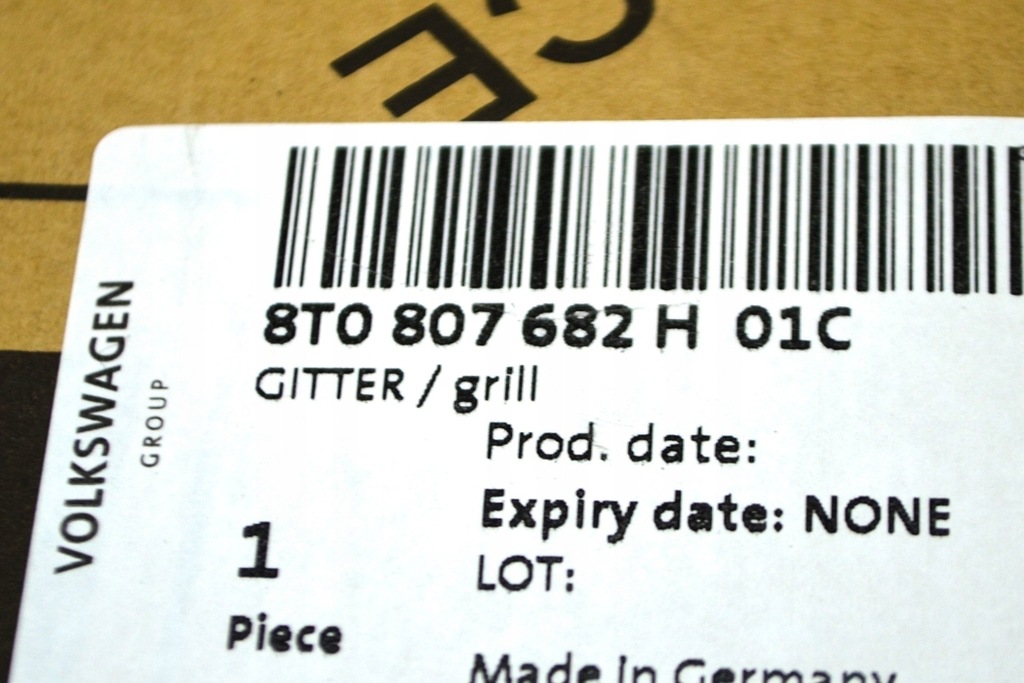 CE
VOLKSWAGEN
GROUP
8T0 807 682 H 01C
GITTER / grill
Prod. date:
Expiry date: NONE
LOT:
1
Piece
Made in Germany